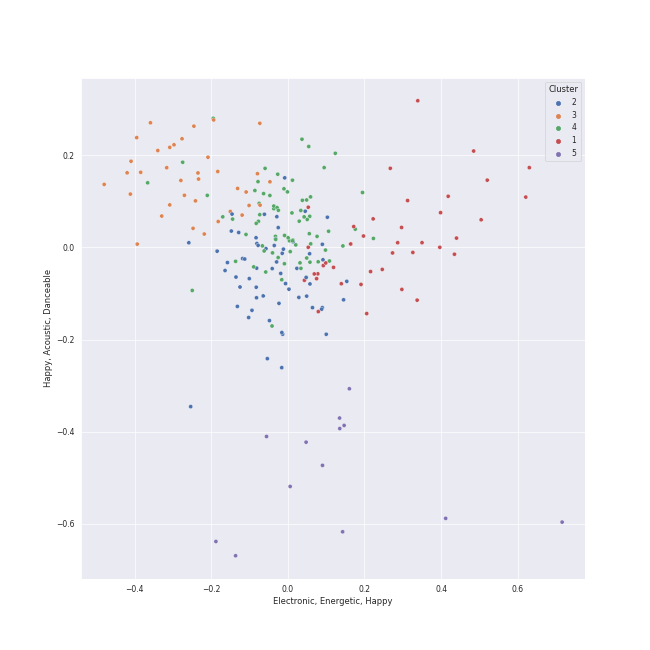 Cluster
2
3
4
1
5
0.2
0.0
−0.2
−0.4
−0.6
Happy, Acoustic, Danceable
−0.4 −0.2 0.0 0.2 0.4 0.6
Electronic, Energetic, Happy